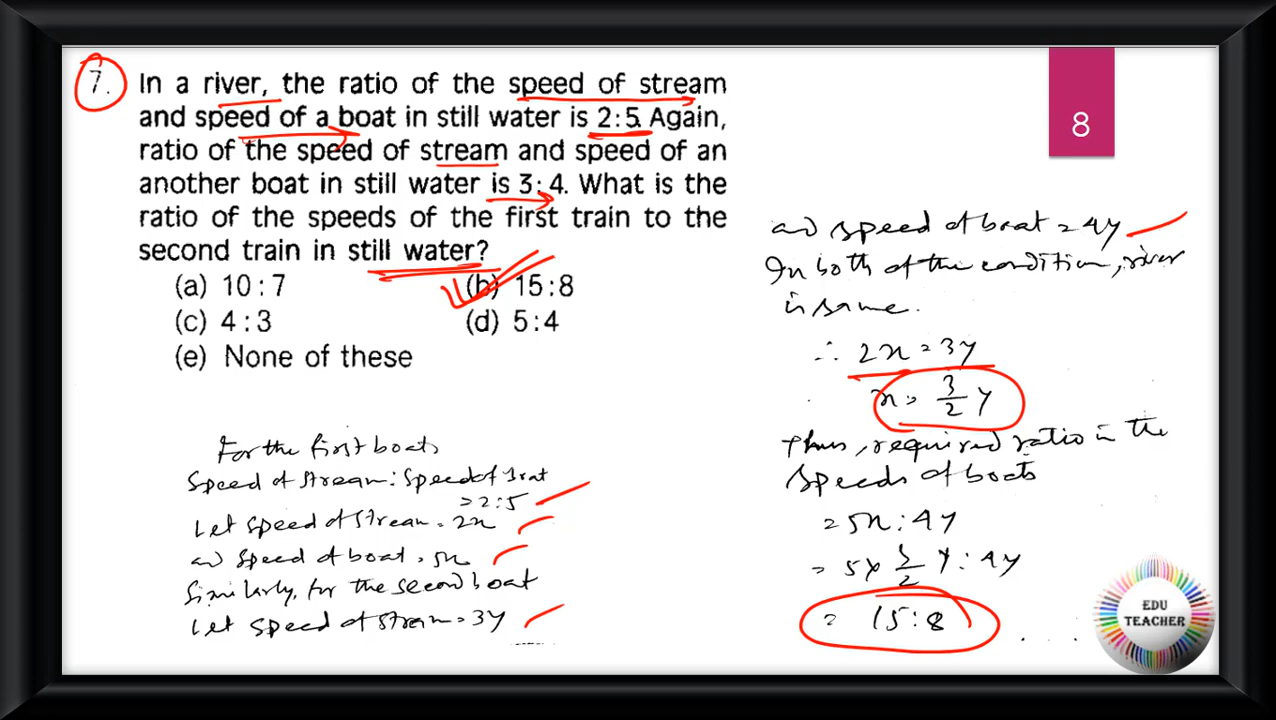 7. In a river, the ratio of the speed of stream
and speed of a boat in still water is 2:5. Again,
ratio of the speed of stream and speed of an
another boat in still water is 3:4. What is the
ratio of the speeds of the first train to the
second train in still water?
(a) 10:7 (b) 15:8
(c) 4:3 (d) 5:4
(e) None of these
For the first boats
Speed of stream: Speed of boat
= 2:5
Let speed of stream = 2x
and speed of boat = 5x
Similarly, for the second boat
Let speed of stream = 3y
8
and speed of boat = 4y
In both of the condition, river
is same.
∴ 2x = 3y
x = 3/2 y
Thus, required ratio in the
speeds of boats
= 5x : 4y
= 5 × 3/2 y : 4y
= 15:8
EDU
TEACHER